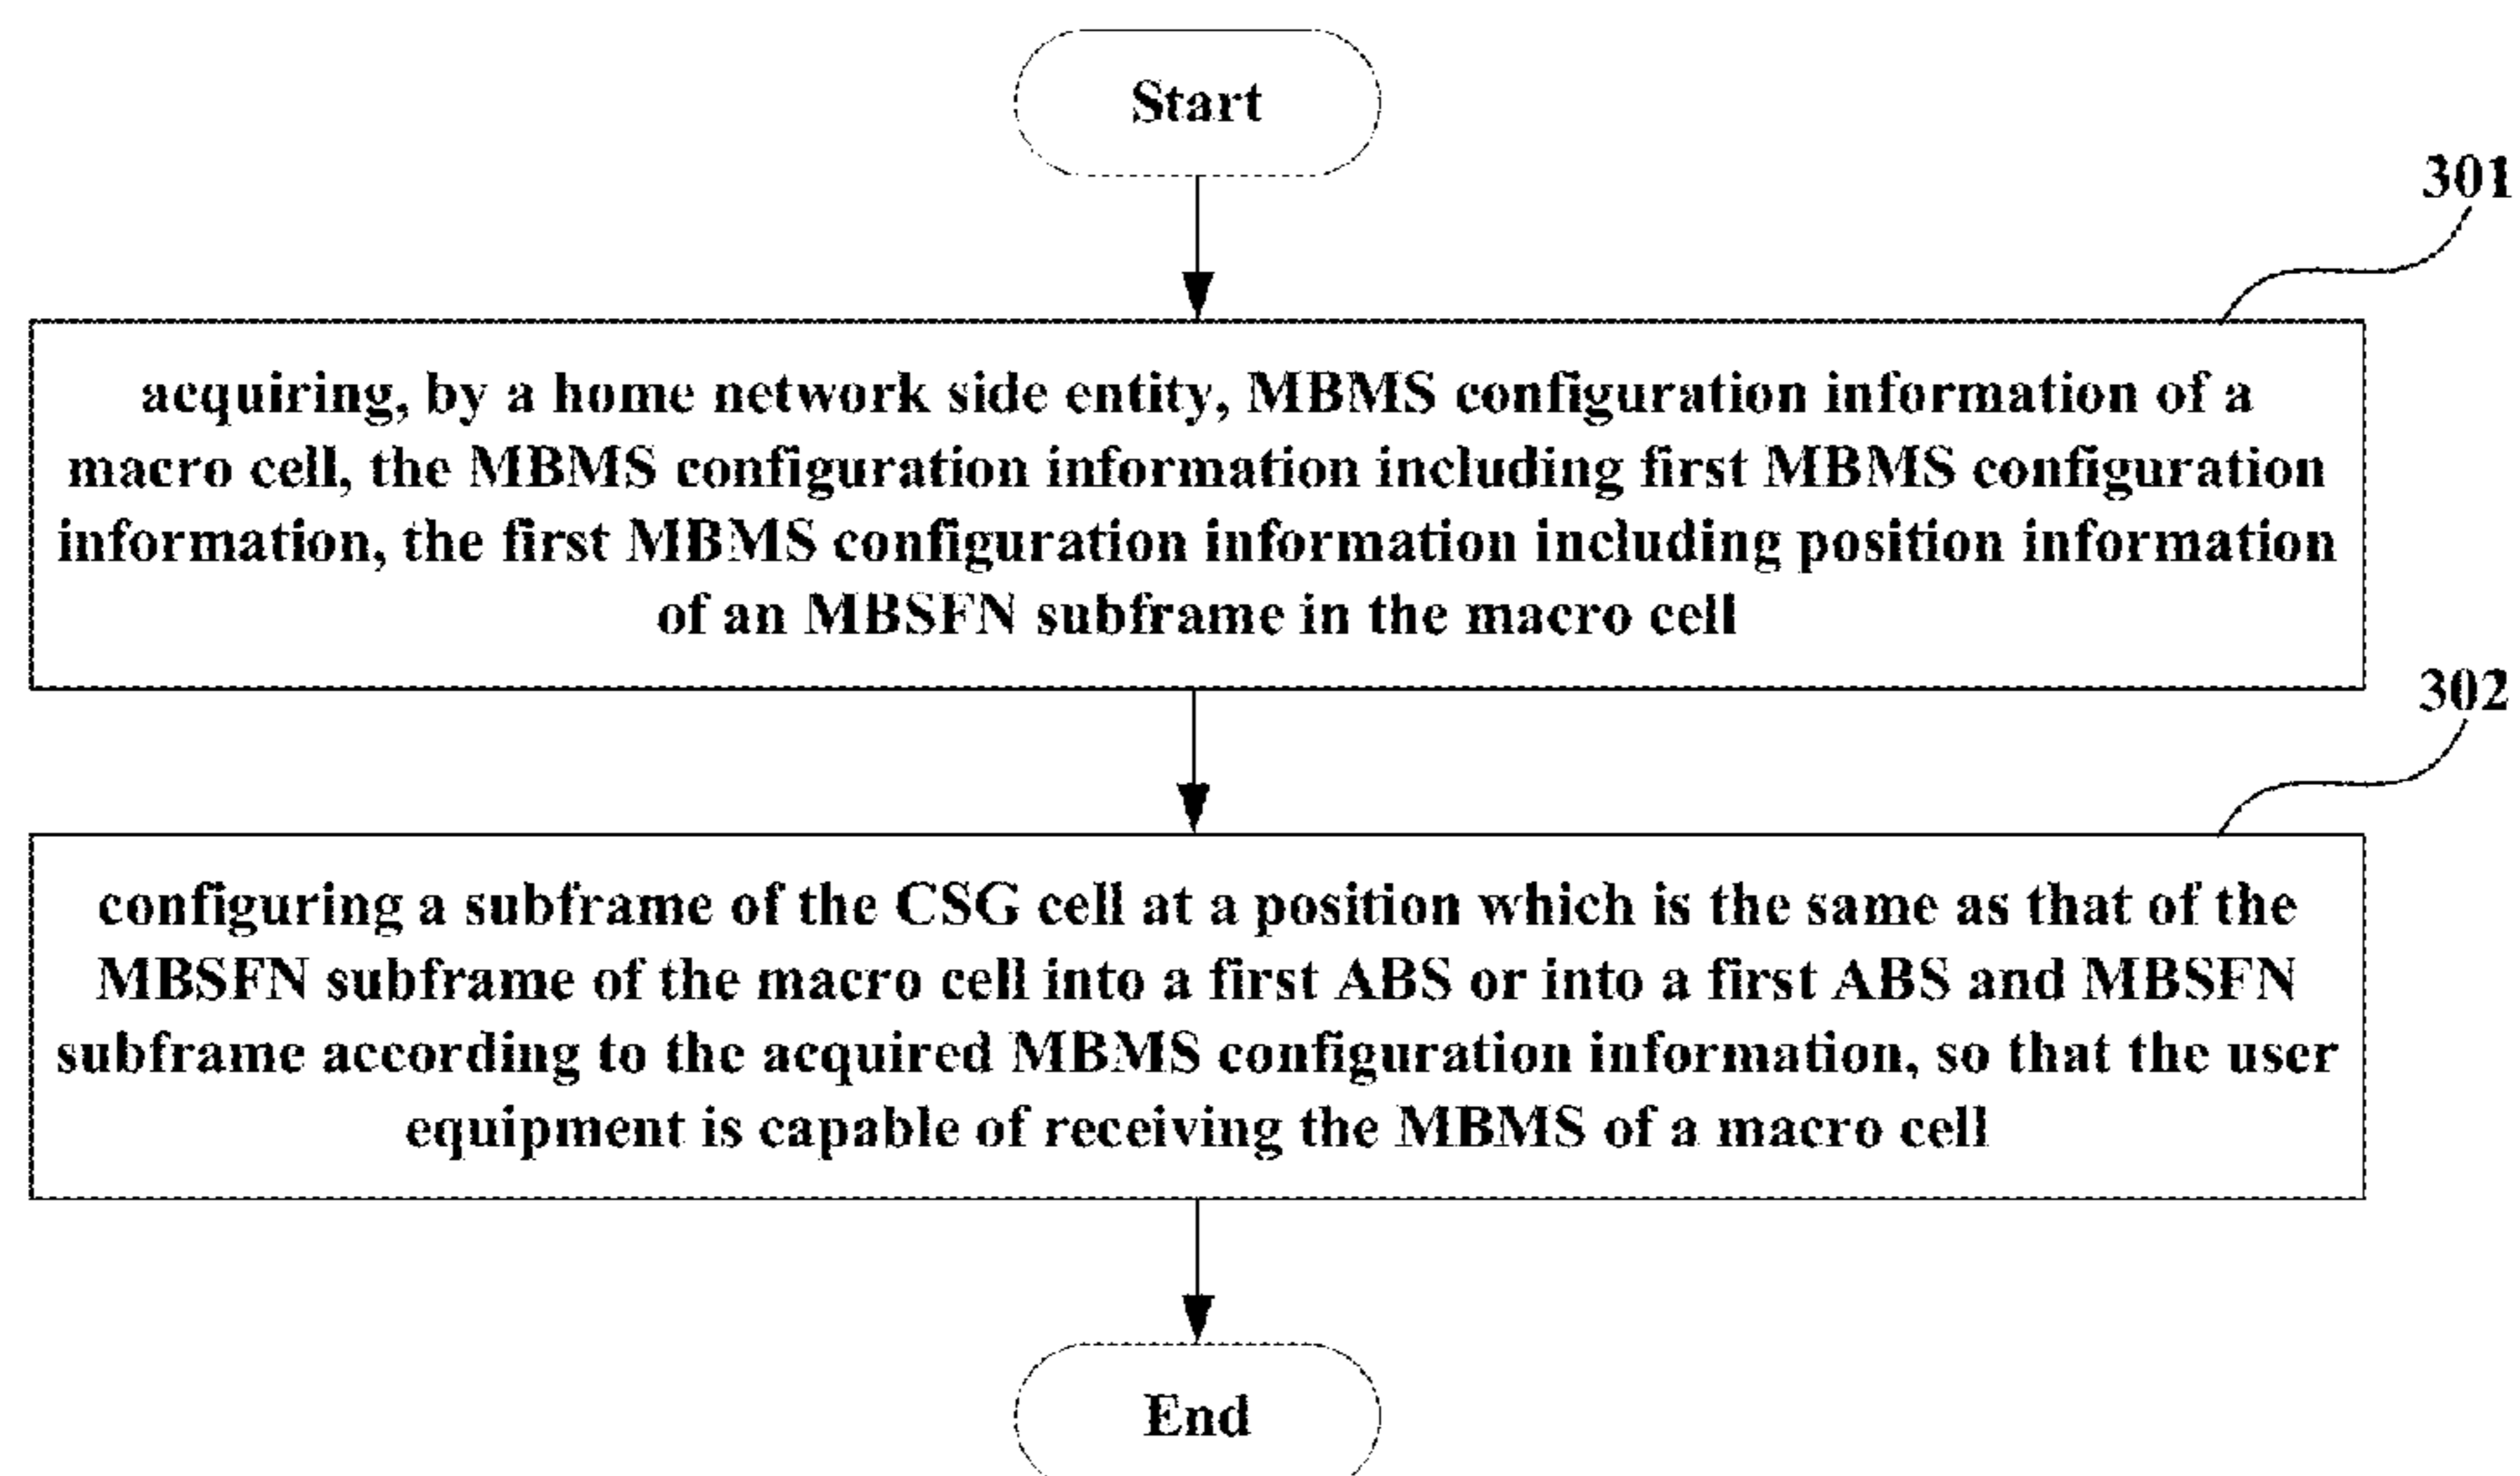 Start
301
acquiring, by a home network side entity, MBMS configuration information of a
macro cell, the MBMS configuration information including first MBMS configuration
information, the first MBMS configuration information including position information
of an MBSFN subframe in the macro cell
302
configuring a subframe of the CSG cell at a position which is the same as that of the
MBSFN subframe of the macro cell into a first ABS or into a first ABS and MBSFN
subframe according to the acquired MBMS configuration information, so that the user
equipment is capable of receiving the MBMS of a macro cell
End